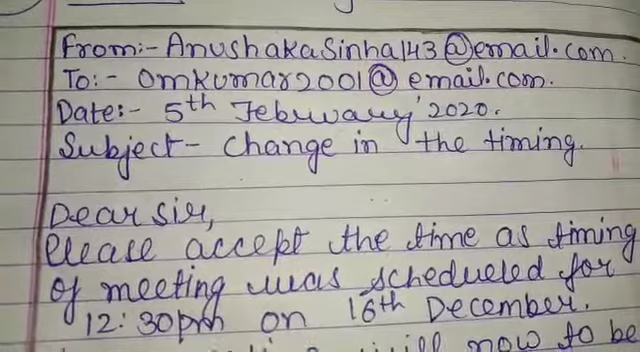 From:- AnushakaSinha143@email.com.
To:- Omkumar2001@email.com.
Date:- 5th February'2020.
Subject- Change in the timing.
Dear sir,
Please accept the time as timing
of meeting was scheduled for
12:30pm on 16th December.
will now to be